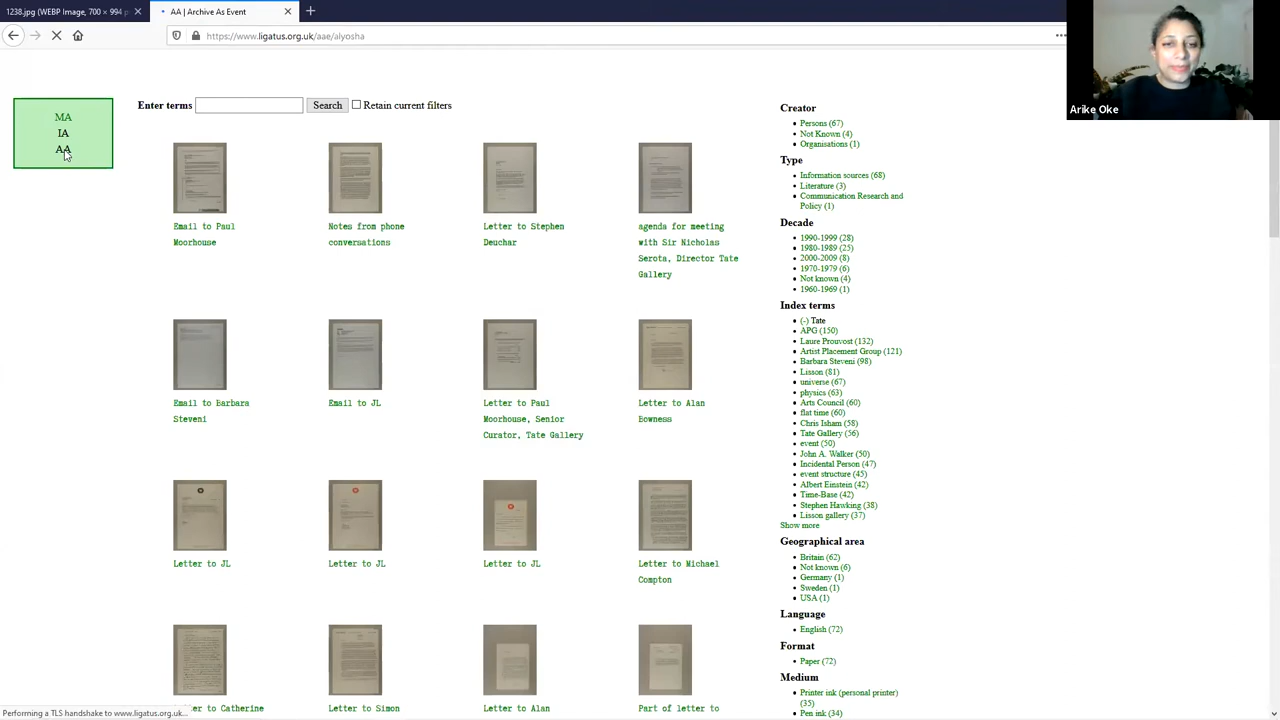 1238.jpg (WEBP Image, 700 × 994 p
AA | Archive As Event
https://www.ligatus.org.uk/aae/alyosha
Arike Oke
MA
IA
AA
Enter terms
Search
Retain current filters
Email to Paul
Moorhouse
Notes from phone
conversations
Letter to Stephen
Deuchar
agenda for meeting
with Sir Nicholas
Serota, Director Tate
Gallery
Email to Barbara
Steveni
Email to JL
Letter to Paul
Moorhouse, Senior
Curator, Tate Gallery
Letter to Alan
Bowness
Letter to JL
Letter to JL
Letter to JL
Letter to Michael
Compton
to Catherine
Letter to Simon
Letter to Alan
Part of letter to
Creator
Persons (67)
Not Known (4)
Organisations (1)
Type
Information sources (68)
Literature (3)
Communication Research and
Policy (1)
Decade
1990-1999 (28)
1980-1989 (25)
2000-2009 (8)
1970-1979 (6)
Not known (4)
1960-1969 (1)
Index terms
(-) Tate
APG (150)
Laure Prouvost (132)
Artist Placement Group (121)
Barbara Steveni (98)
Lisson (81)
universe (67)
physics (63)
Arts Council (60)
flat time (60)
Chris Isham (58)
Tate Gallery (56)
event (50)
John A. Walker (50)
Incidental Person (47)
event structure (45)
Albert Einstein (42)
Time-Base (42)
Stephen Hawking (38)
Lisson gallery (37)
Show more
Geographical area
Britain (62)
Not known (6)
Germany (1)
Sweden (1)
USA (1)
Language
English (72)
Format
Paper (72)
Medium
Printer ink (personal printer)
(35)
Pen ink (34)
Performing a TLS handshake to www.ligatus.org.uk...